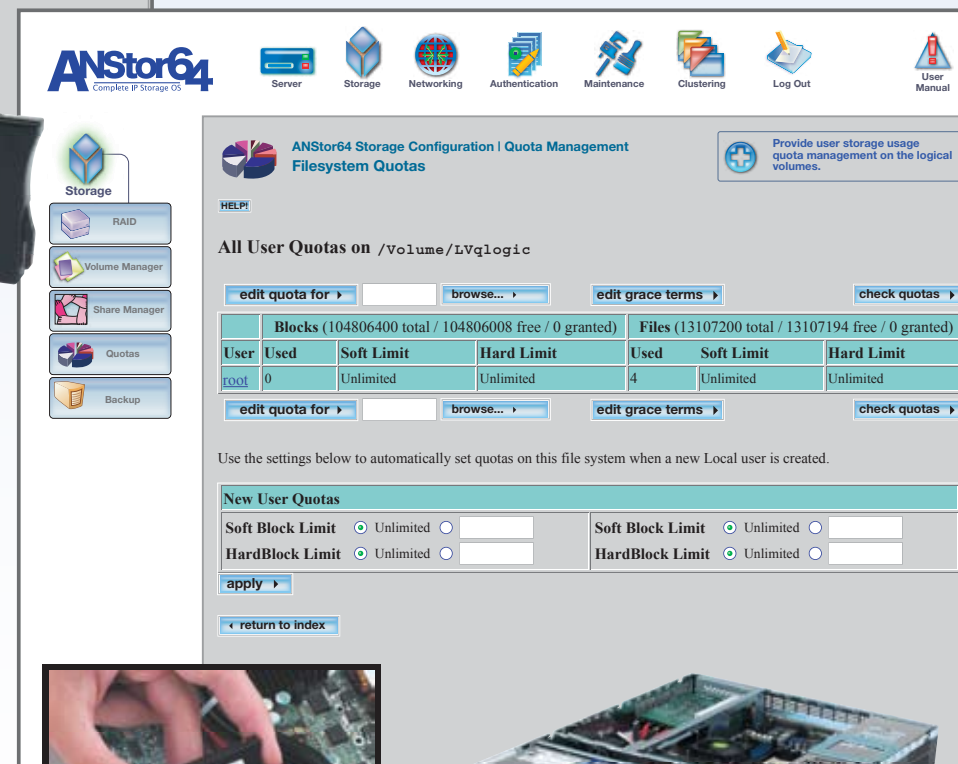 ANStor64
Complete IP Storage OS
Server
Storage
Networking
Authentication
Maintenance
Clustering
Log Out
User
Manual
Storage
RAID
Volume Manager
Share Manager
Quotas
Backup
ANStor64 Storage Configuration | Quota Management
Filesystem Quotas
Provide user storage usage
quota management on the logical
volumes.
HELP!
All User Quotas on /Volume/LVqlogic
edit quota for browse... edit grace terms check quotas
Blocks (104806400 total / 104806008 free / 0 granted) Files (13107200 total / 13107194 free / 0 granted)
User Used Soft Limit Hard Limit Used Soft Limit Hard Limit
root 0 Unlimited Unlimited 4 Unlimited Unlimited
edit quota for browse... edit grace terms check quotas
Use the settings below to automatically set quotas on this file system when a new Local user is created.
New User Quotas
Soft Block Limit Unlimited Soft Block Limit Unlimited
HardBlock Limit Unlimited HardBlock Limit Unlimited
apply
return to index